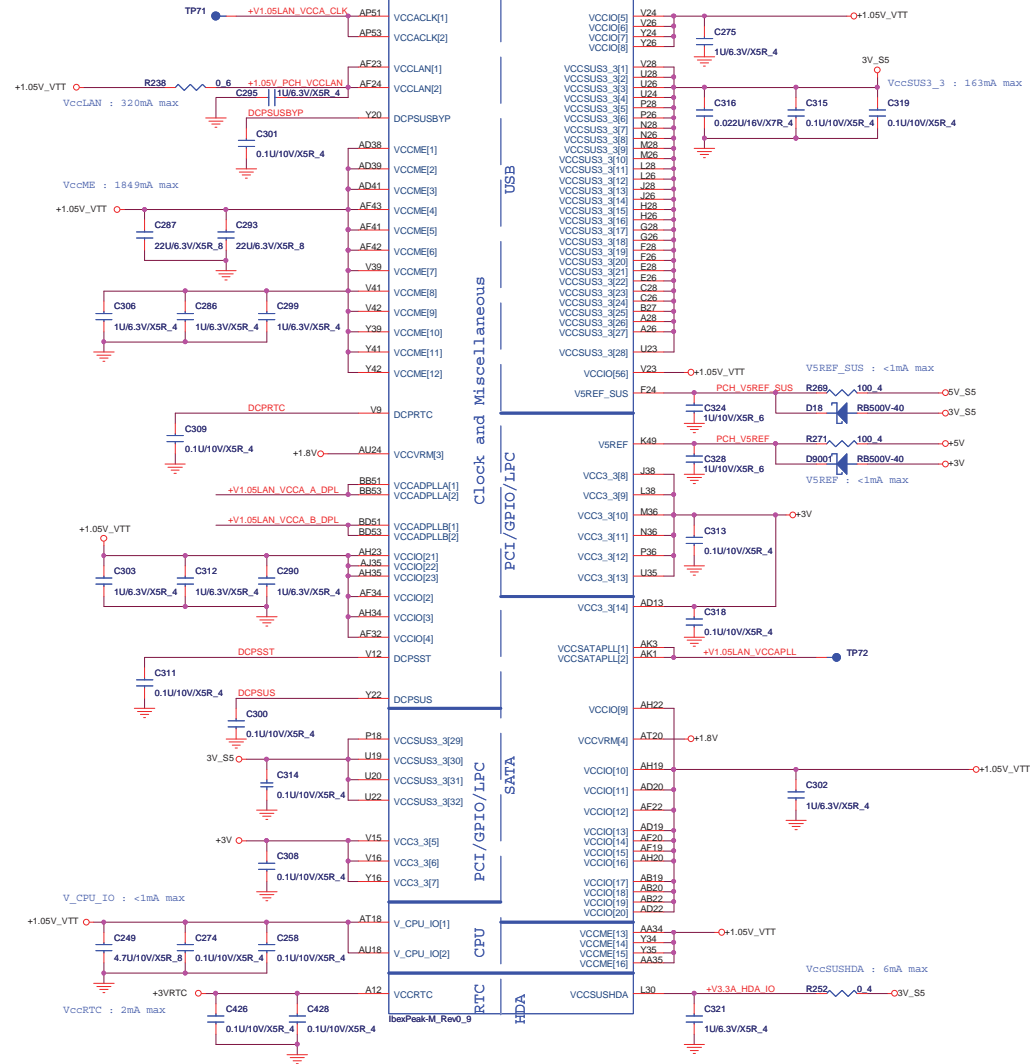 TP71
+V1.05LAN_VCCA_CLK
AP51
VCCACLK[1]
AP53
VCCACLK[2]
AF23
VCCLAN[1]
+1.05V_VTT
R238
0_6
+1.05V_PCH_VCCLAN
AF24
VCCLAN[2]
C295
1U/6.3V/X5R_4
VccLAN : 320mA max
DCPSUSBYP
Y20
DCPSUSBYP
C301
0.1U/10V/X5R_4
AD38
VCCME[1]
AD39
VCCME[2]
VccME : 1849mA max
AD41
VCCME[3]
+1.05V_VTT
AF43
VCCME[4]
C287
22U/6.3V/X5R_8
C293
22U/6.3V/X5R_8
AF41
VCCME[5]
AF42
VCCME[6]
V39
VCCME[7]
V41
VCCME[8]
C306
1U/6.3V/X5R_4
C286
1U/6.3V/X5R_4
C299
1U/6.3V/X5R_4
V42
VCCME[9]
Y39
VCCME[10]
Y41
VCCME[11]
Y42
VCCME[12]
DCPRTC
V9
DCPRTC
C309
0.1U/10V/X5R_4
+1.8V
AU24
VCCVRM[3]
BB51
VCCADPLLA[1]
+V1.05LAN_VCCA_A_DPL
BB53
VCCADPLLA[2]
+V1.05LAN_VCCA_B_DPL
BD51
VCCADPLLB[1]
BD53
VCCADPLLB[2]
+1.05V_VTT
AH23
VCCIO[21]
AJ35
VCCIO[22]
AH35
VCCIO[23]
C303
1U/6.3V/X5R_4
C312
1U/6.3V/X5R_4
C290
1U/6.3V/X5R_4
AF34
VCCIO[2]
AH34
VCCIO[3]
AF32
VCCIO[4]
DCPSST
V12
DCPSST
C311
0.1U/10V/X5R_4
DCPSUS
Y22
DCPSUS
C300
0.1U/10V/X5R_4
P18
VCCSUS3_3[29]
3V_S5
U19
VCCSUS3_3[30]
C314
0.1U/10V/X5R_4
U20
VCCSUS3_3[31]
U22
VCCSUS3_3[32]
+3V
V15
VCC3_3[5]
C308
0.1U/10V/X5R_4
V16
VCC3_3[6]
Y16
VCC3_3[7]
V_CPU_IO : <1mA max
+1.05V_VTT
AT18
V_CPU_IO[1]
C249
4.7U/10V/X5R_8
C274
0.1U/10V/X5R_4
C258
0.1U/10V/X5R_4
AU18
V_CPU_IO[2]
+3VRTC
A12
VCCRTC
VccRTC : 2mA max
C426
0.1U/10V/X5R_4
C428
0.1U/10V/X5R_4
IbexPeak-M_Rev0_9
Clock and Miscellaneous
USB
PCI/GPIO/LPC
SATA
PCI/GPIO/LPC
CPU
RTC
HDA
VCCIO[5]
V24
+1.05V_VTT
VCCIO[6]
V26
VCCIO[7]
Y24
VCCIO[8]
Y26
C275
1U/6.3V/X5R_4
VCCSUS3_3[1]
V28
VCCSUS3_3[2]
U28
VCCSUS3_3[3]
U26
VCCSUS3_3[4]
U24
VCCSUS3_3[5]
P28
VCCSUS3_3[6]
P26
VCCSUS3_3[7]
N28
VCCSUS3_3[8]
N26
VCCSUS3_3[9]
M28
VCCSUS3_3[10]
M26
VCCSUS3_3[11]
L28
VCCSUS3_3[12]
L26
VCCSUS3_3[13]
J28
VCCSUS3_3[14]
J26
VCCSUS3_3[15]
H28
VCCSUS3_3[16]
H26
VCCSUS3_3[17]
G28
VCCSUS3_3[18]
G26
VCCSUS3_3[19]
F28
VCCSUS3_3[20]
F26
VCCSUS3_3[21]
E28
VCCSUS3_3[22]
E26
VCCSUS3_3[23]
C28
VCCSUS3_3[24]
C26
VCCSUS3_3[25]
B27
VCCSUS3_3[26]
A28
VCCSUS3_3[27]
A26
VCCSUS3_3[28]
U23
3V_S5
VccSUS3_3 : 163mA max
C316
0.022U/16V/X7R_4
C315
0.1U/10V/X5R_4
C319
0.1U/10V/X5R_4
VCCIO[56]
V23
+1.05V_VTT
V5REF_SUS : <1mA max
V5REF_SUS
F24
PCH_V5REF_SUS
R269
100_4
5V_S5
C324
1U/10V/X5R_6
D18
RB500V-40
3V_S5
V5REF
K49
PCH_V5REF
R271
100_4
+5V
C328
1U/10V/X5R_6
D9001
RB500V-40
+3V
V5REF : <1mA max
VCC3_3[8]
J38
VCC3_3[9]
L38
VCC3_3[10]
M36
+3V
VCC3_3[11]
N36
C313
0.1U/10V/X5R_4
VCC3_3[12]
P36
VCC3_3[13]
U35
VCC3_3[14]
AD13
C318
0.1U/10V/X5R_4
VCCSATAPLL[1]
AK3
VCCSATAPLL[2]
AK1
+V1.05LAN_VCCAPLL
TP72
VCCIO[9]
AH22
VCCVRM[4]
AT20
+1.8V
VCCIO[10]
AH19
+1.05V_VTT
VCCIO[11]
AD20
C302
1U/6.3V/X5R_4
VCCIO[12]
AF22
VCCIO[13]
AD19
VCCIO[14]
AF20
VCCIO[15]
AF19
VCCIO[16]
AH20
VCCIO[17]
AB19
VCCIO[18]
AB20
VCCIO[19]
AB22
VCCIO[20]
AD22
VCCME[13]
AA34
+1.05V_VTT
VCCME[14]
Y34
VCCME[15]
Y35
VCCME[16]
AA35
VccSUSHDA : 6mA max
VCCSUSHDA
L30
+V3.3A_HDA_IO
R252
0_4
3V_S5
C321
1U/6.3V/X5R_4